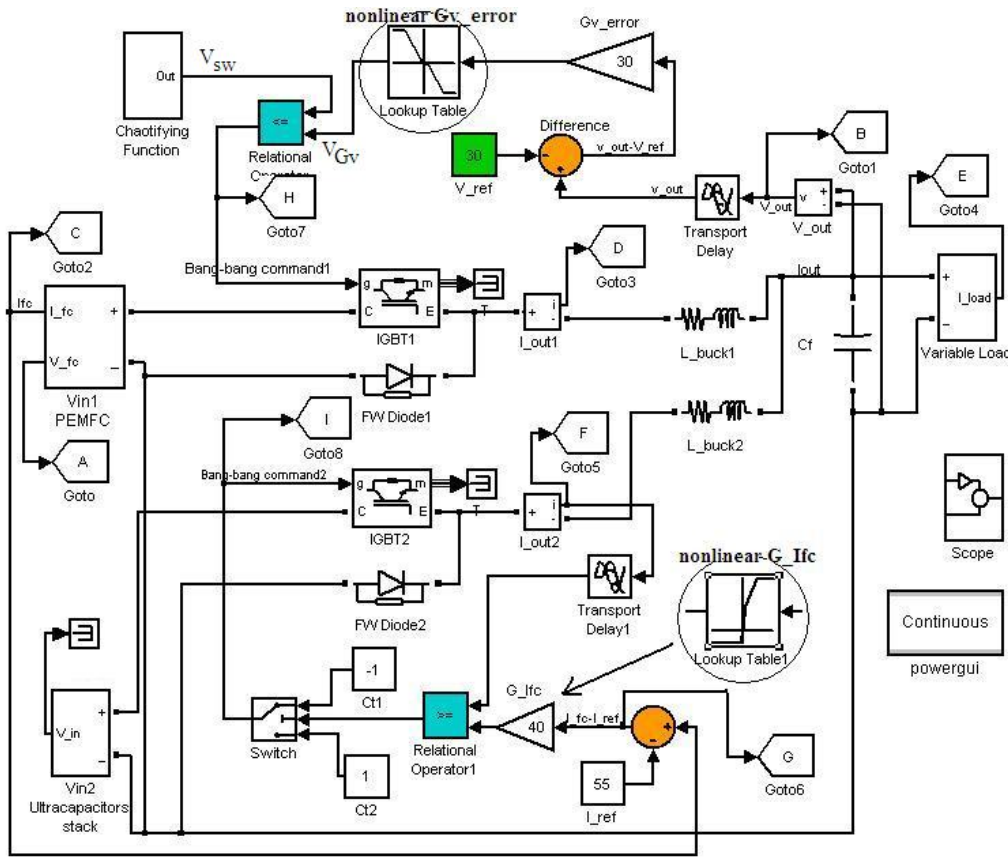 nonlinear Gv_error
Gv_error
V_sw
Out
30
Lookup Table
Chaotifying
Function
<=
Relational
Operator
V_Gv
Difference
30
V_ref
-
+
v_out-V_ref
v_out
Transport
Delay
V_out
v
+
-
V_out
B
Goto1
E
Goto4
H
Goto7
C
Goto2
D
Goto3
Iout
Bang-bang command1
g
m
C
E
IGBT1
T
+
i
-
I_out1
L_buck1
Cf
+
I_load
-
Variable Load
Ifc
I_fc
+
V_fc
-
Vin1
PEMFC
FW Diode1
A
Goto
I
Goto8
F
Goto5
L_buck2
Bang-bang command2
g
m
C
E
IGBT2
T
+
i
-
I_out2
Scope
nonlinear-G_Ifc
FW Diode2
Transport
Delay1
Lookup Table1
Continuous
powergui
-1
Ct1
G_Ifc
V_in
+
-
Switch
>=
Relational
Operator1
40
I_fc-I_ref
+
-
Vin2
Ultracapacitors
stack
1
Ct2
55
I_ref
G
Goto6